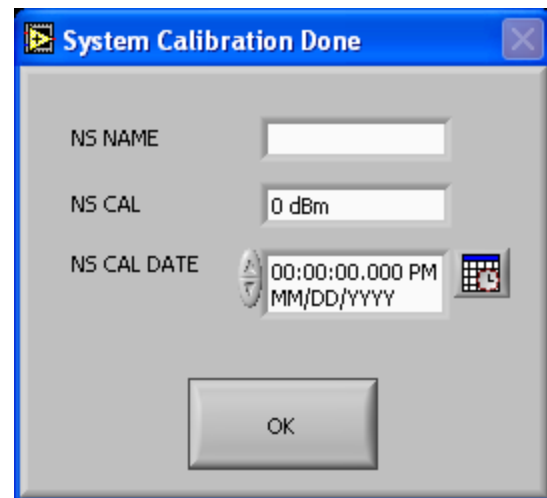 System Calibration Done
NS NAME
NS CAL
0 dBm
NS CAL DATE
00:00:00.000 PM
MM/DD/YYYY
OK